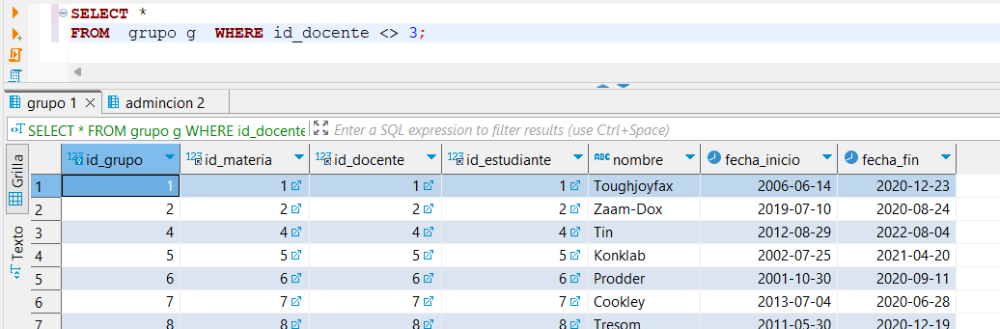 SELECT *
FROM grupo g WHERE id_docente <> 3;
grupo 1 admincion 2
SELECT * FROM grupo g WHERE id_docente Enter a SQL expression to filter results (use Ctrl+Space)
Grilla
Texto
123 id_grupo 123 id_materia 123 id_docente 123 id_estudiante ABC nombre fecha_inicio fecha_fin
1 1 1 1 1 Toughjoyfax 2006-06-14 2020-12-23
2 2 2 2 2 Zaam-Dox 2019-07-10 2020-08-24
3 4 4 4 4 Tin 2012-08-29 2022-08-04
4 5 5 5 5 Konklab 2002-07-25 2021-04-20
5 6 6 6 6 Prodder 2001-10-30 2020-09-11
6 7 7 7 7 Cookley 2013-07-04 2020-06-28
7 8 8 8 8 Tresom 2011-05-30 2020-12-19